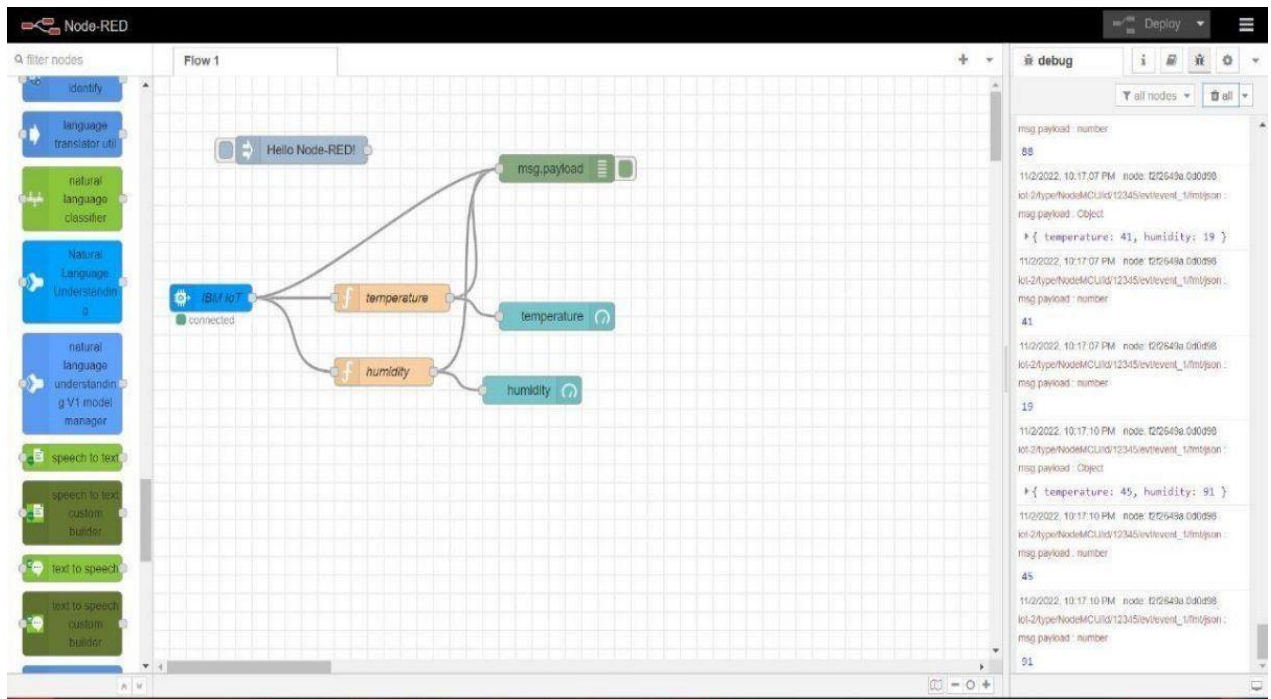 Node-RED
Deploy
filter nodes
identify
language
translator util
natural
language
classifier
Natural
Language
Understandin
g
natural
language
understandin
g V1 model
manager
speech to text
speech to text
custom
builder
text to speech
text to speech
custom
builder
Flow 1
Hello Node-RED!
msg.payload
IBM IoT
connected
temperature
temperature
humidity
humidity
debug
i
all nodes
all
msg.payload : number
88
11/2/2022, 10:17:07 PM node: f2f2649a.0d0d98
iot-2/type/NodeMCU/id/12345/evt/event_1/fmt/json :
msg.payload : Object
{ temperature: 41, humidity: 19 }
11/2/2022, 10:17:07 PM node: f2f2649a.0d0d98
iot-2/type/NodeMCU/id/12345/evt/event_1/fmt/json :
msg.payload : number
41
11/2/2022, 10:17:07 PM node: f2f2649a.0d0d98
iot-2/type/NodeMCU/id/12345/evt/event_1/fmt/json :
msg.payload : number
19
11/2/2022, 10:17:10 PM node: f2f2649a.0d0d98
iot-2/type/NodeMCU/id/12345/evt/event_1/fmt/json :
msg.payload : Object
{ temperature: 45, humidity: 91 }
11/2/2022, 10:17:10 PM node: f2f2649a.0d0d98
iot-2/type/NodeMCU/id/12345/evt/event_1/fmt/json :
msg.payload : number
45
11/2/2022, 10:17:10 PM node: f2f2649a.0d0d98
iot-2/type/NodeMCU/id/12345/evt/event_1/fmt/json :
msg.payload : number
91